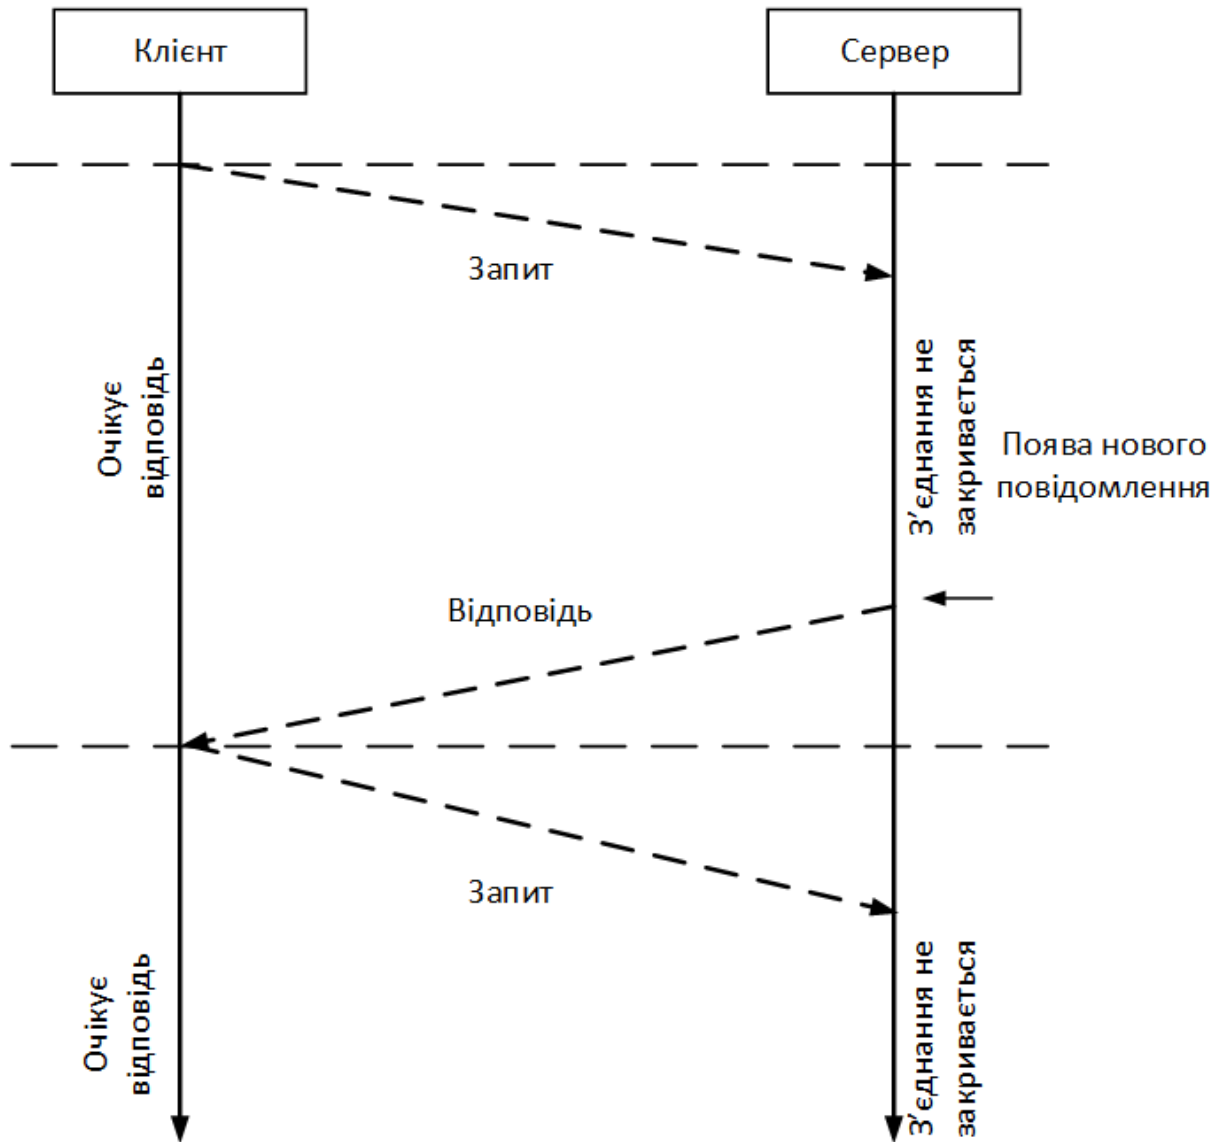 Клієнт
Сервер
Запит
Очікує
відповідь
З’єднання не
закривається
Поява нового
повідомлення
Відповідь
Запит
Очікує
відповідь
З’єднання не
закривається